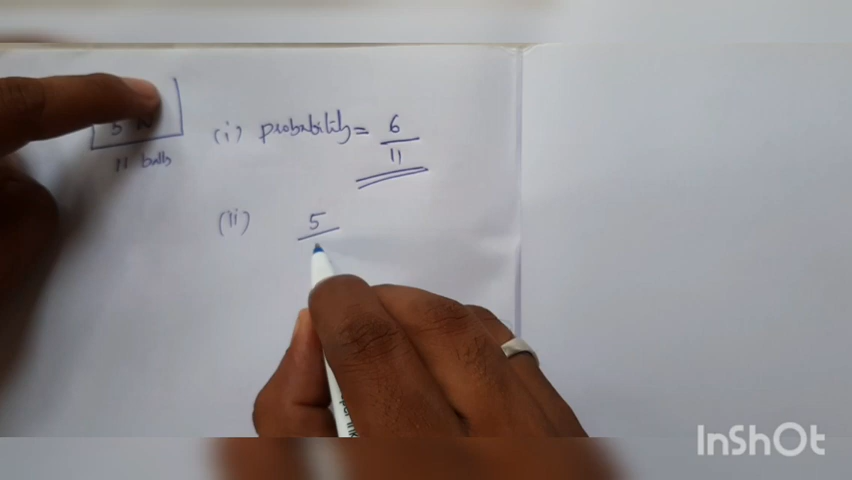 11 balls
(i) probability = 6/11
(ii) 5
InShOt